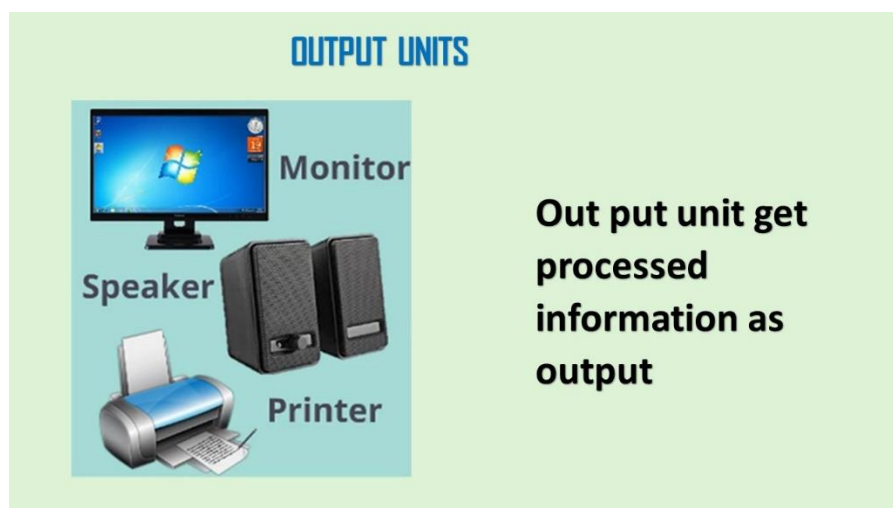 OUTPUT UNITS
Monitor
Speaker
Printer
Out put unit get
processed
information as
output